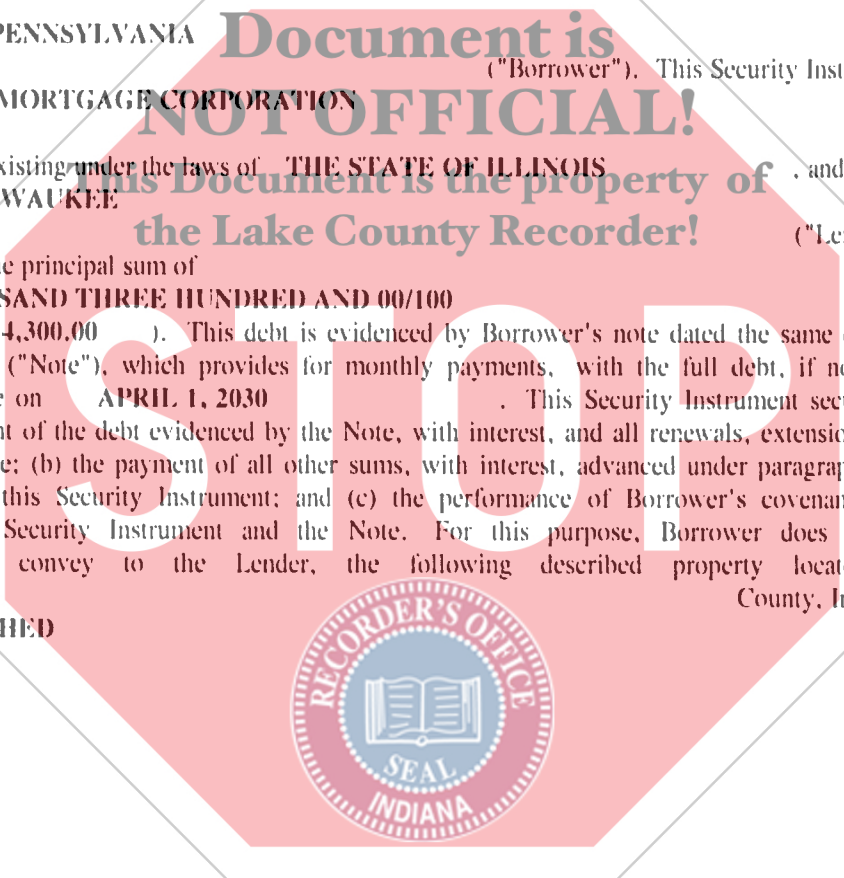 PENNSYLVANIA
Document is
("Borrower"). This Security Inst
MORTGAGE CORPORATION
NOT OFFICIAL!
xisting under the laws of THE STATE OF ILLINOIS , and
This Document is the property of
WAUKEE
the Lake County Recorder!
("Le
e principal sum of
SAND THREE HUNDRED AND 00/100
4,300.00 ). This debt is evidenced by Borrower's note dated the same
("Note"), which provides for monthly payments, with the full debt, if n
e on APRIL 1, 2030 . This Security Instrument sec
nt of the debt evidenced by the Note, with interest, and all renewals, extensio
e; (b) the payment of all other sums, with interest, advanced under paragrap
this Security Instrument; and (c) the performance of Borrower's covenan
Security Instrument and the Note. For this purpose, Borrower does
convey to the Lender, the following described property locat
County, I
HED
STOP
RECORDER'S OFFICE
SEAL
INDIANA